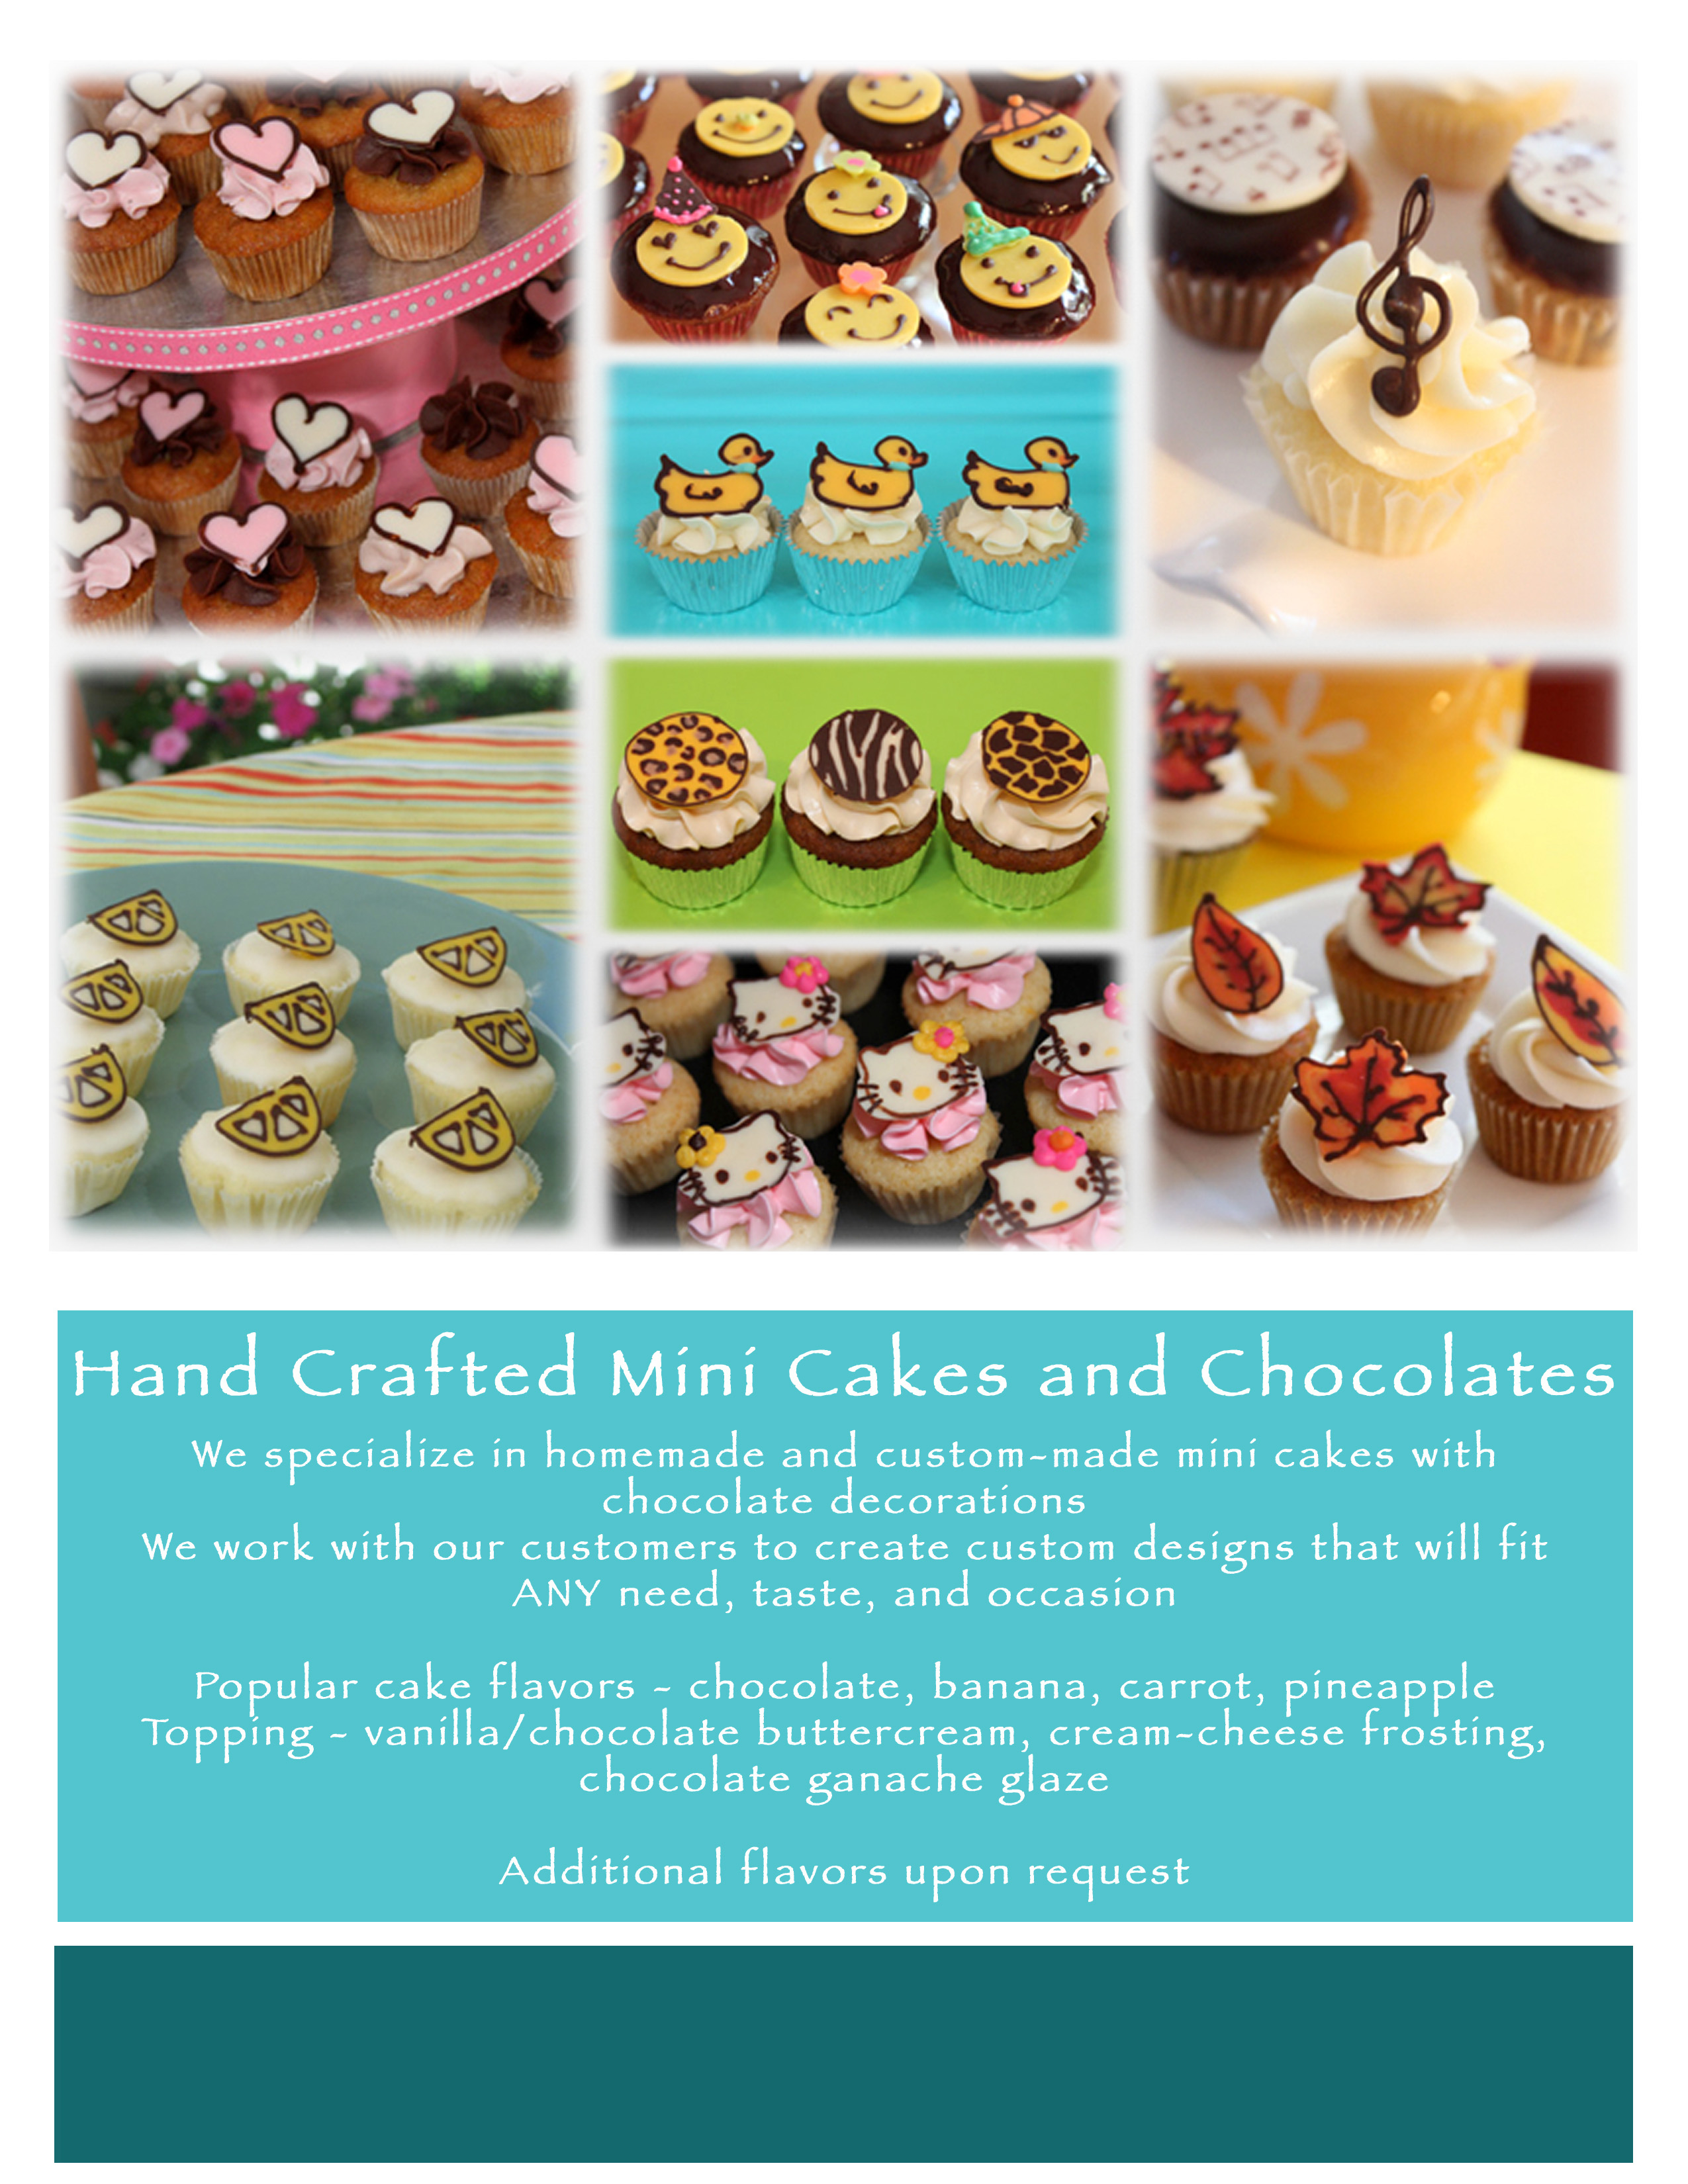 Hand Crafted Mini Cakes and Chocolates
We specialize in homemade and custom-made mini cakes with
chocolate decorations
We work with our customers to create custom designs that will fit
ANY need, taste, and occasion
Popular cake flavors - chocolate, banana, carrot, pineapple
Topping - vanilla/chocolate buttercream, cream-cheese frosting,
chocolate ganache glaze
Additional flavors upon request